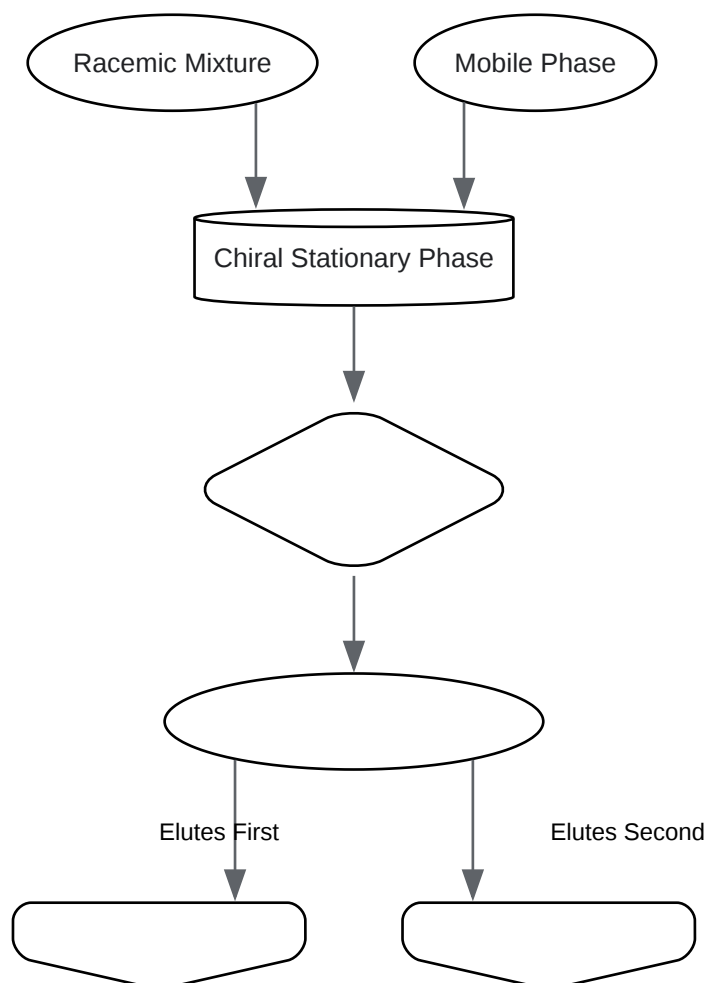 Racemic Mixture
Mobile Phase
Chiral Stationary Phase
Elutes First
Elutes Second